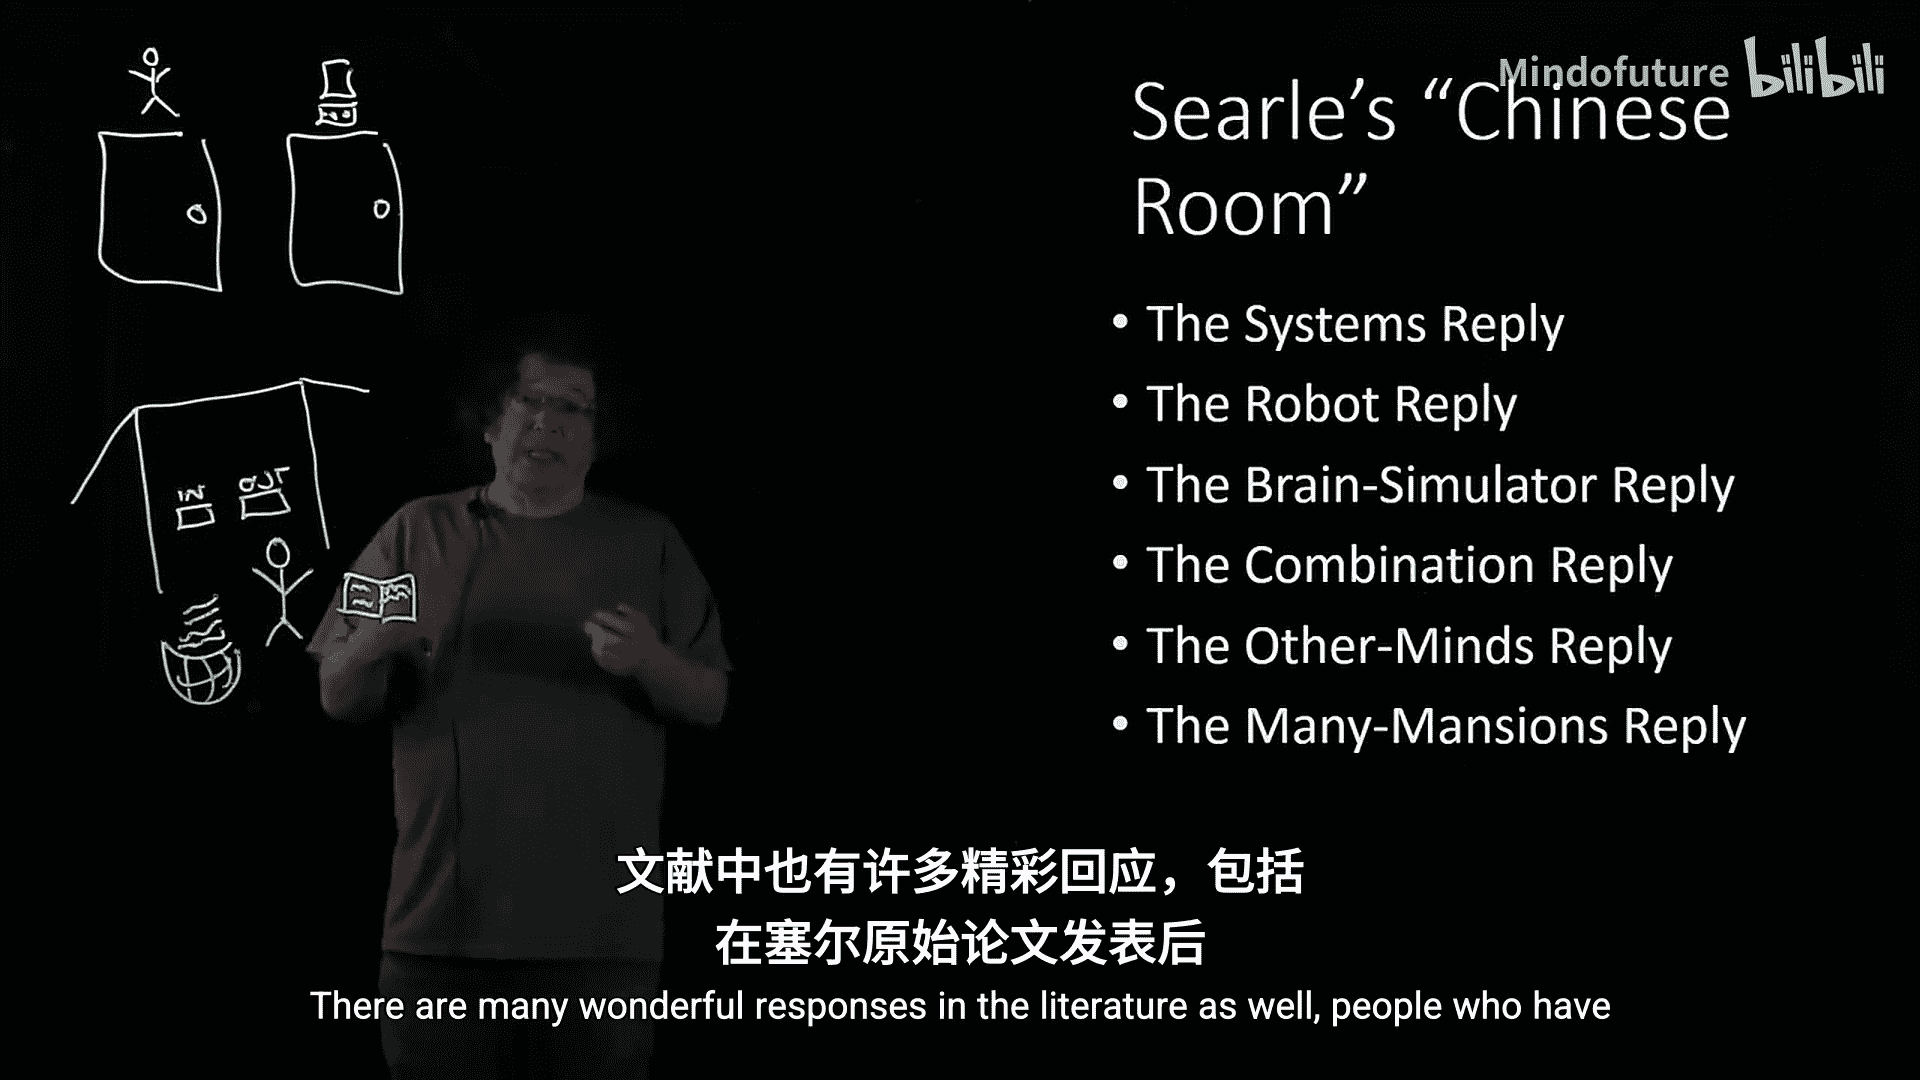 Mindofuture bilibili
Searle's “Chinese
Room”
• The Systems Reply
• The Robot Reply
• The Brain-Simulator Reply
• The Combination Reply
• The Other-Minds Reply
• The Many-Mansions Reply
IN OUT
文献中也有许多精彩回应，包括
在塞尔原始论文发表后
There are many wonderful responses in the literature as well, people who have